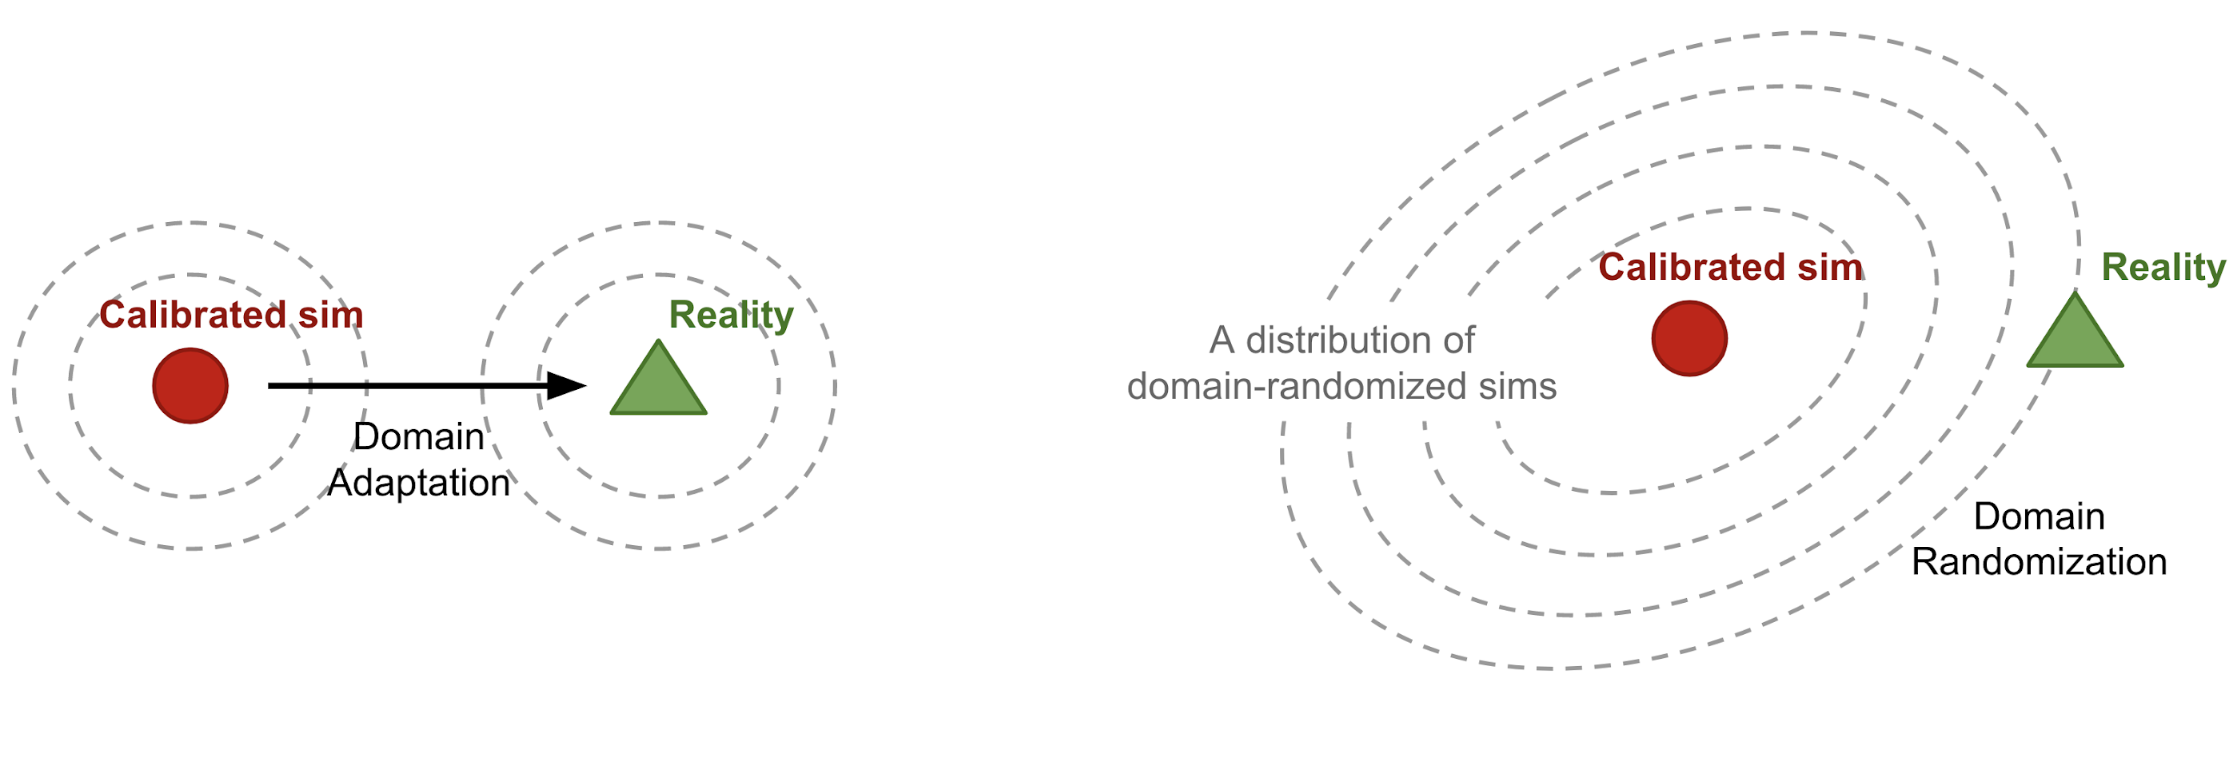 Calibrated sim
Reality
Domain
Adaptation
Calibrated sim
Reality
A distribution of
domain-randomized sims
Domain
Randomization